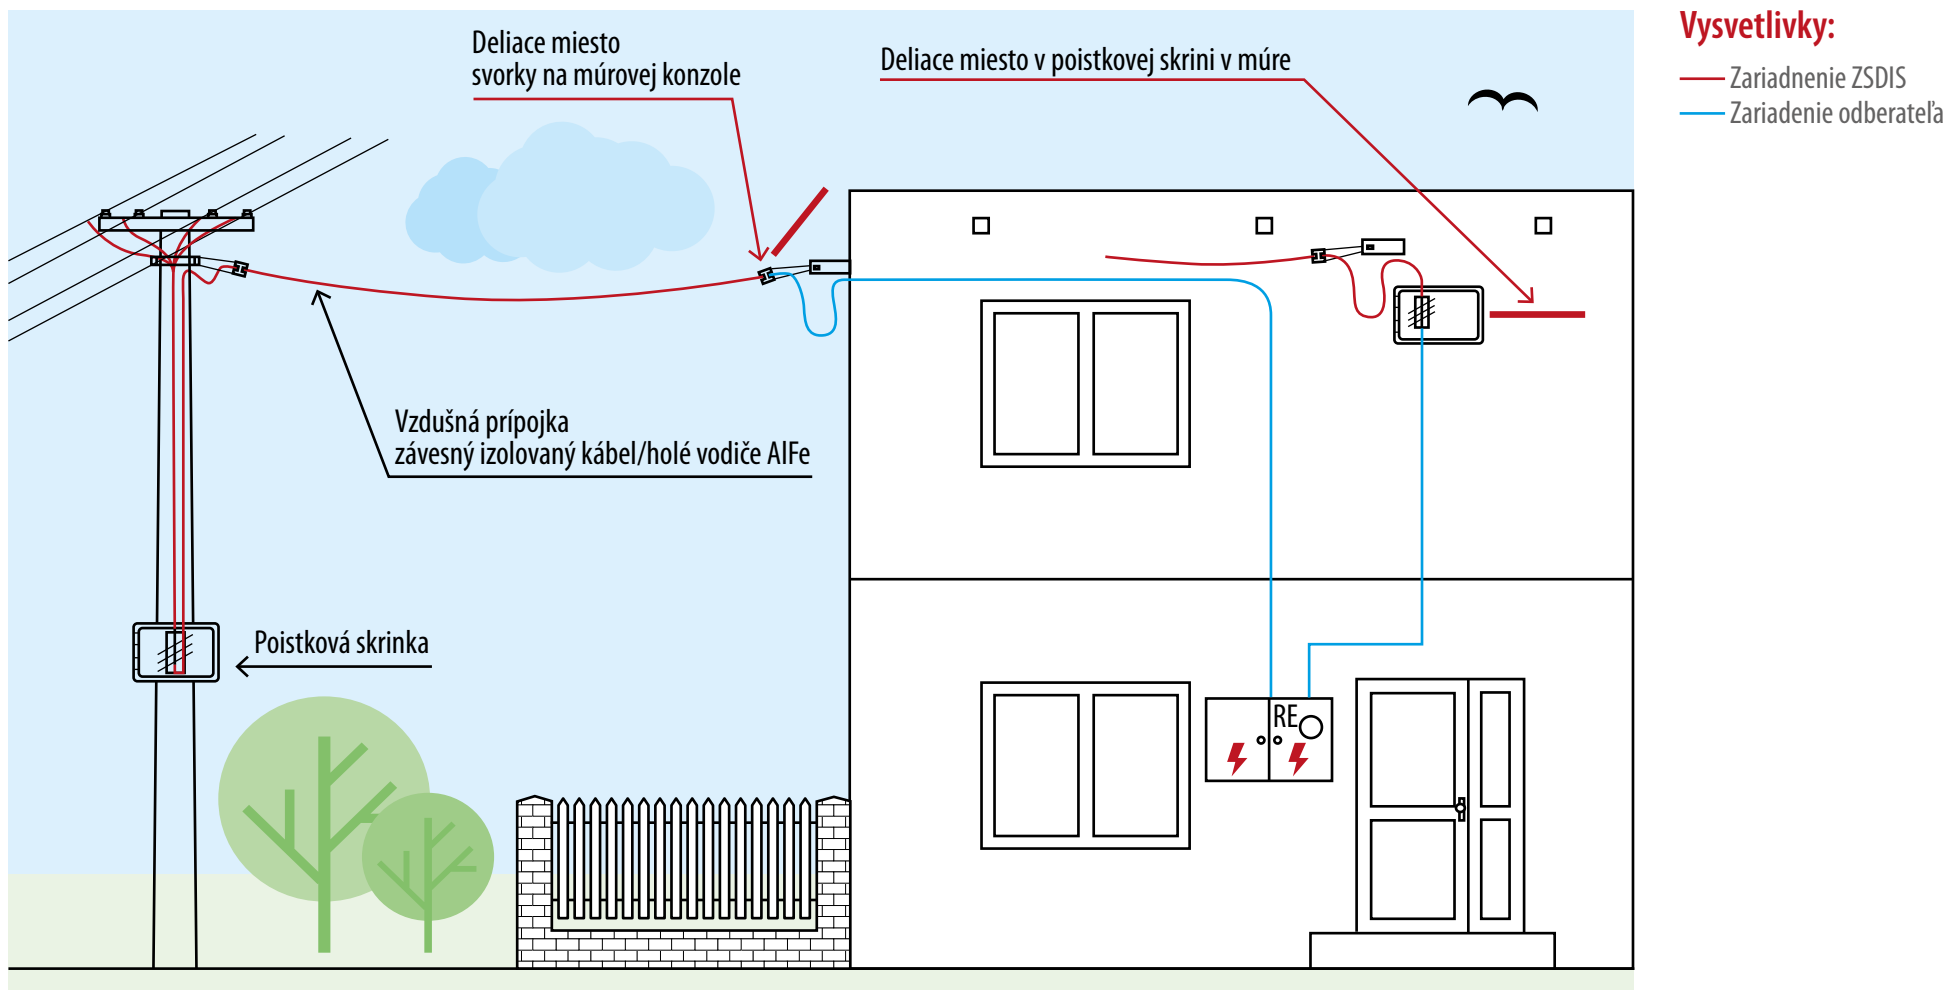 Deliace miesto
svorky na múrovej konzole
Deliace miesto v poistkovej skrini v múre
Vysvetlivky:
Zariadnenie ZSDIS
Zariadenie odberateľa
Vzdušná prípojka
závesný izolovaný kábel/holé vodiče AlFe
Poistková skrinka
RE